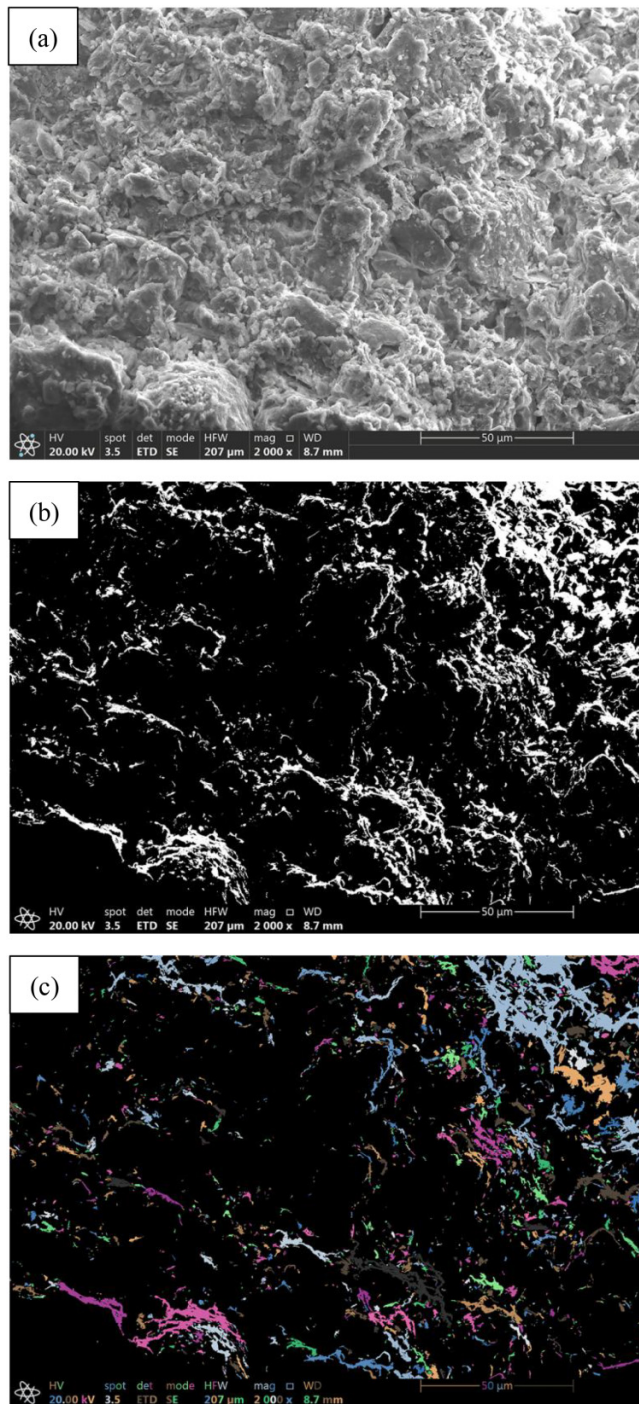 (a)
HV spot det mode HFW mag □ WD
20.00 kV 3.5 ETD SE 207 µm 2 000 x 8.7 mm 50 µm
(b)
HV spot det mode HFW mag □ WD
20.00 kV 3.5 ETD SE 207 µm 2 000 x 8.7 mm 50 µm
(c)
HV spot det mode HFW mag □ WD
20.00 kV 3.5 ETD SE 207 µm 2 000 x 8.7 mm 50 µm